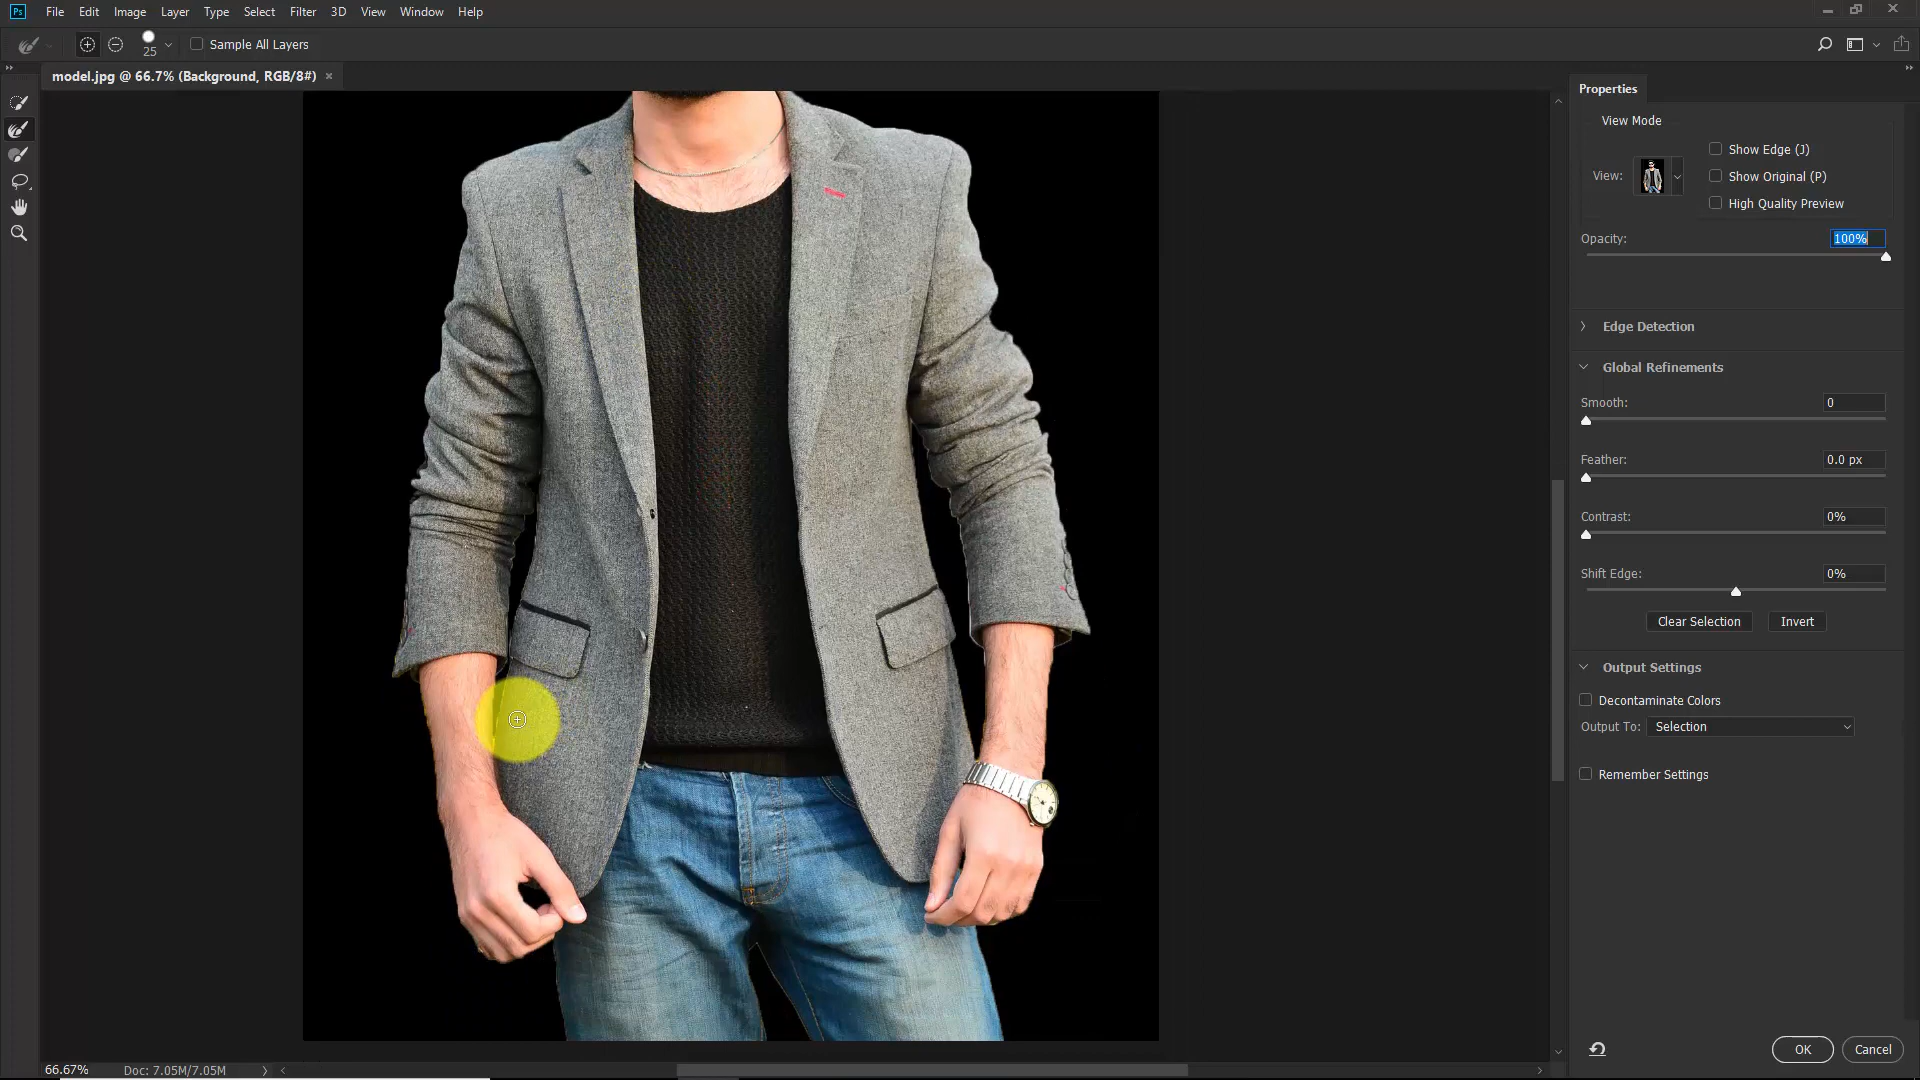 Ps File Edit Image Layer Type Select Filter 3D View Window Help
25 Sample All Layers
model.jpg @ 66.7% (Background, RGB/8#) ×
Properties
View Mode
Show Edge (J)
View:
Show Original (P)
High Quality Preview
Opacity: 100%
Edge Detection
Global Refinements
Smooth: 0
Feather: 0.0 px
Contrast: 0%
Shift Edge: 0%
Clear Selection Invert
Output Settings
Decontaminate Colors
Output To: Selection
Remember Settings
OK Cancel
66.67% Doc: 7.05M/7.05M